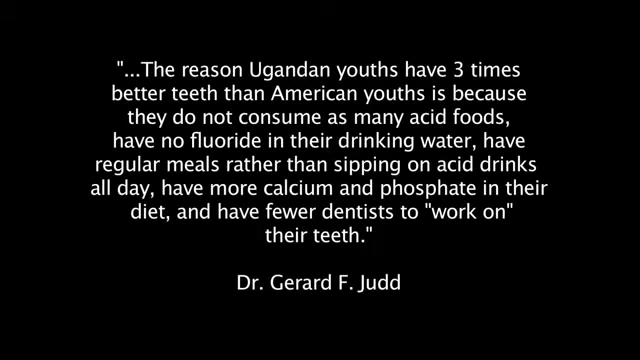 "...The reason Ugandan youths have 3 times
better teeth than American youths is because
they do not consume as many acid foods,
have no fluoride in their drinking water, have
regular meals rather than sipping on acid drinks
all day, have more calcium and phosphate in their
diet, and have fewer dentists to "work on"
their teeth."
Dr. Gerard F. Judd